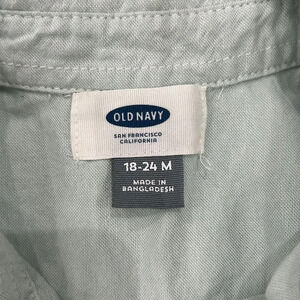 OLD NAVY
SAN FRANCISCO
CALIFORNIA
18-24 M
MADE IN
BANGLADESH